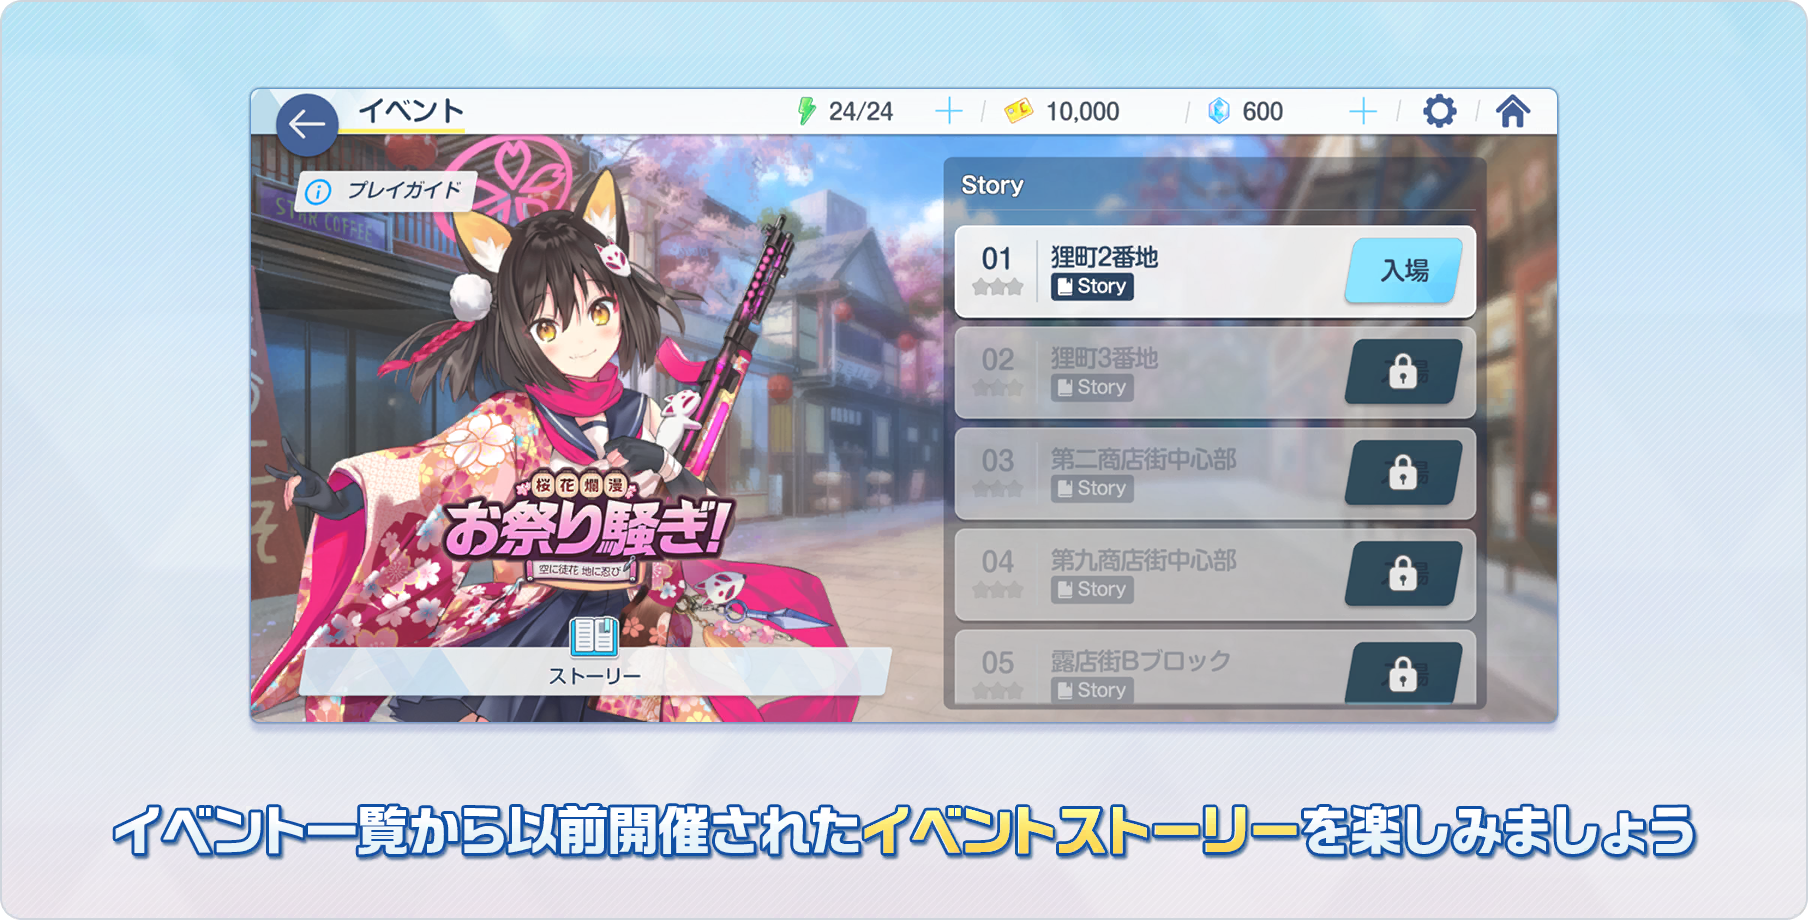 イベント
24/24
10,000
600
プレイガイド
STAR COFFEE
Story
01
狸町2番地
Story
入場
02
狸町3番地
Story
03
第二商店街中心部
Story
04
第九商店街中心部
Story
05
露店街Bブロック
Story
桜花爛漫
お祭り騒ぎ!
空に徒花 地に忍び
ストーリー
イベント一覧から以前開催されたイベントストーリーを楽しみましょう